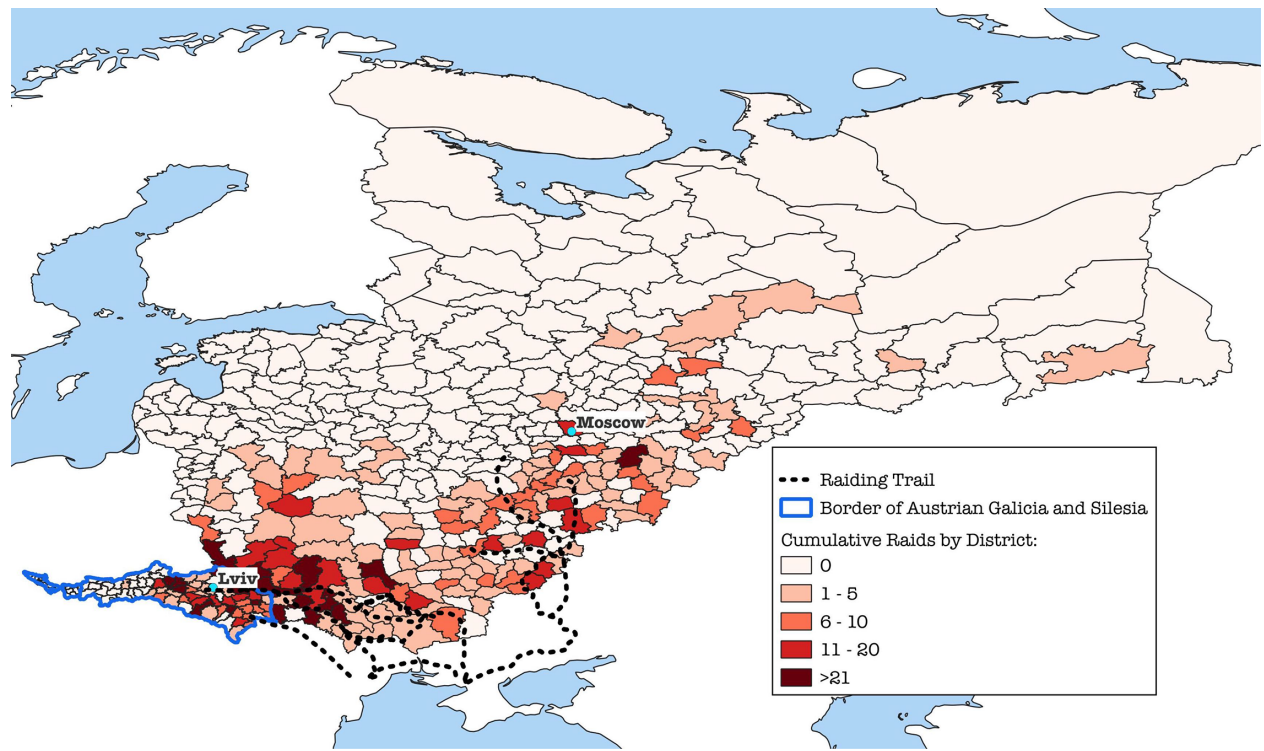 Moscow
Lviv
Raiding Trail
Border of Austrian Galicia and Silesia
Cumulative Raids by District:
0
1 - 5
6 - 10
11 - 20
>21